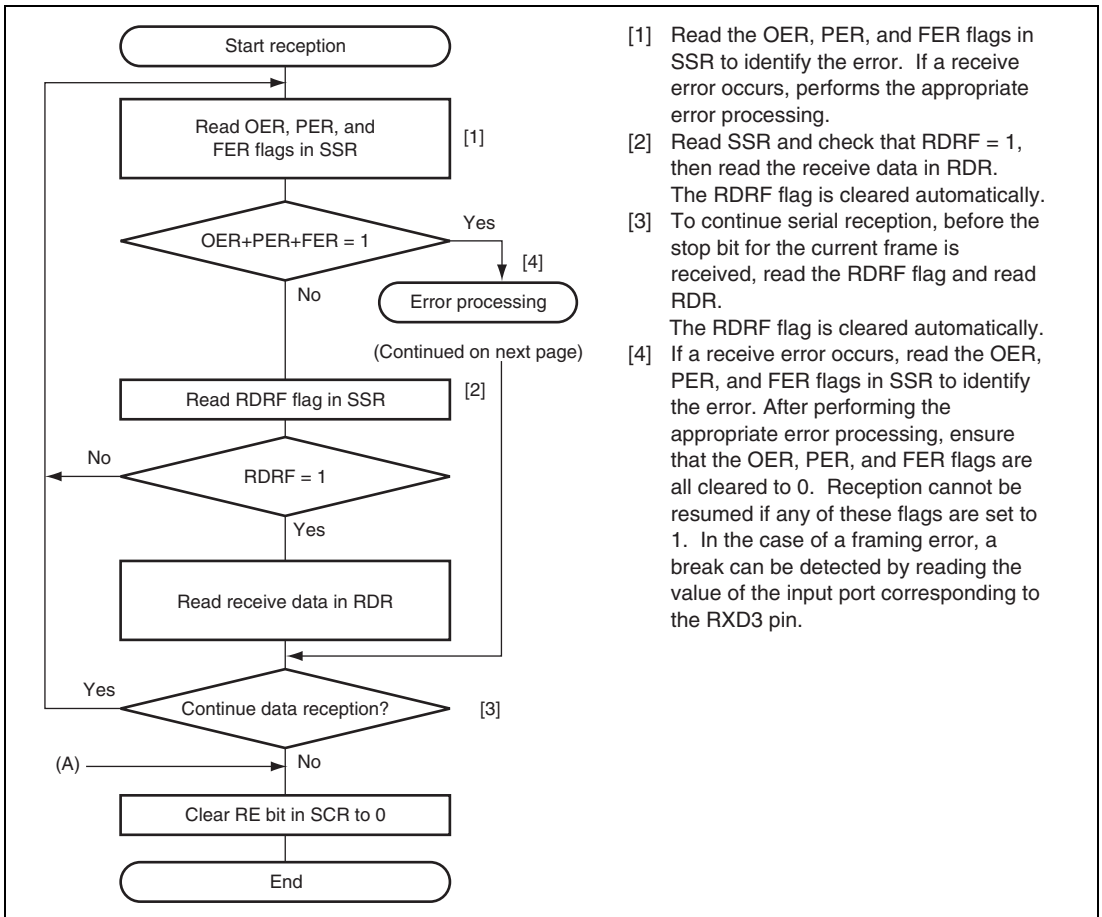 Start reception
Read OER, PER, and
FER flags in SSR
[1]
OER+PER+FER = 1
Yes
[4]
No
Error processing
(Continued on next page)
Read RDRF flag in SSR
[2]
No
RDRF = 1
Yes
Read receive data in RDR
Yes
Continue data reception?
[3]
(A)
No
Clear RE bit in SCR to 0
End
[1] Read the OER, PER, and FER flags in
SSR to identify the error. If a receive
error occurs, performs the appropriate
error processing.
[2] Read SSR and check that RDRF = 1,
then read the receive data in RDR.
The RDRF flag is cleared automatically.
[3] To continue serial reception, before the
stop bit for the current frame is
received, read the RDRF flag and read
RDR.
The RDRF flag is cleared automatically.
[4] If a receive error occurs, read the OER,
PER, and FER flags in SSR to identify
the error. After performing the
appropriate error processing, ensure
that the OER, PER, and FER flags are
all cleared to 0. Reception cannot be
resumed if any of these flags are set to
1. In the case of a framing error, a
break can be detected by reading the
value of the input port corresponding to
the RXD3 pin.